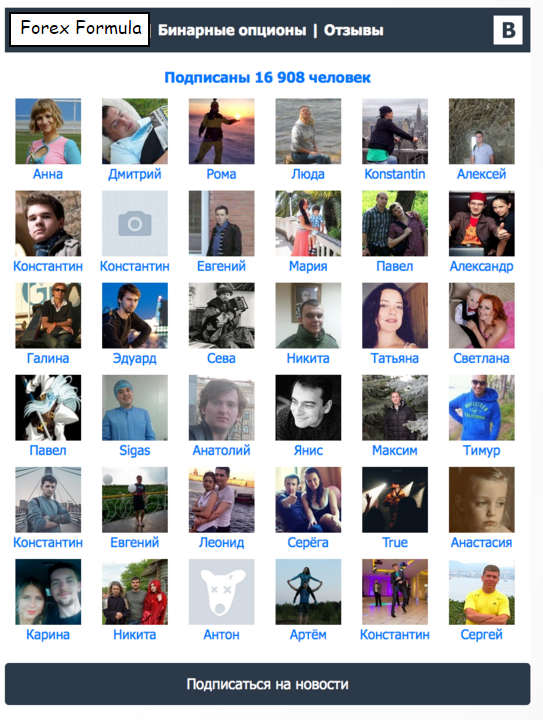 Forex Formula | Бинарные опционы | Отзывы B
Подписаны 16 908 человек
Анна Дмитрий Рома Люда Konstantin Алексей
Константин Константин Евгений Мария Павел Александр
Галина Эдуард Сева Никита Татьяна Светлана
Павел Sigas Анатолий Янис Максим Тимур
Константин Евгений Леонид Серёга True Анастасия
Карина Никита Антон Артём Константин Сергей
Подписаться на новости